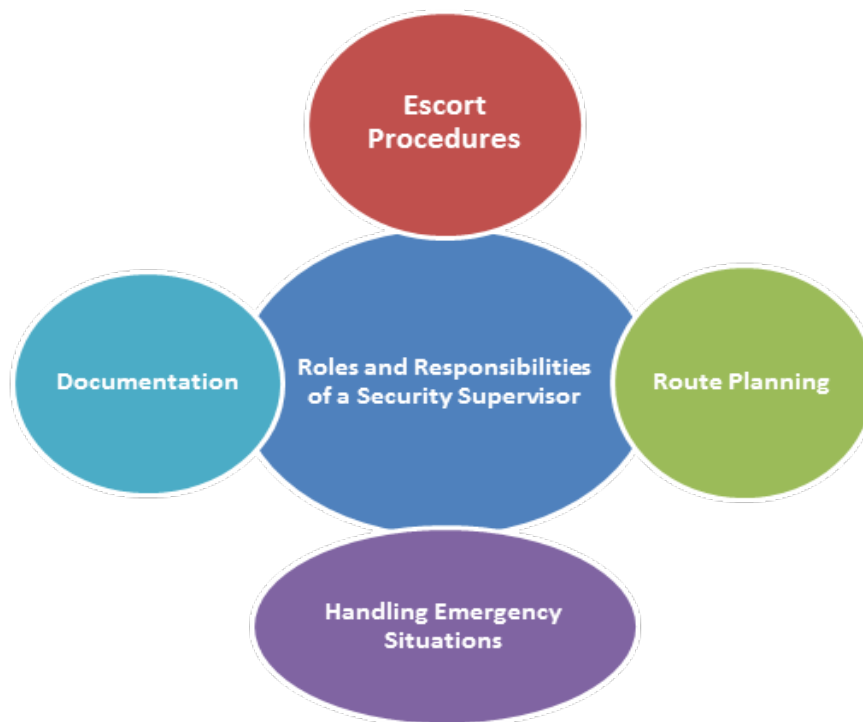 Escort
Procedures
Documentation
Roles and Responsibilities
of a Security Supervisor
Route Planning
Handling Emergency
Situations